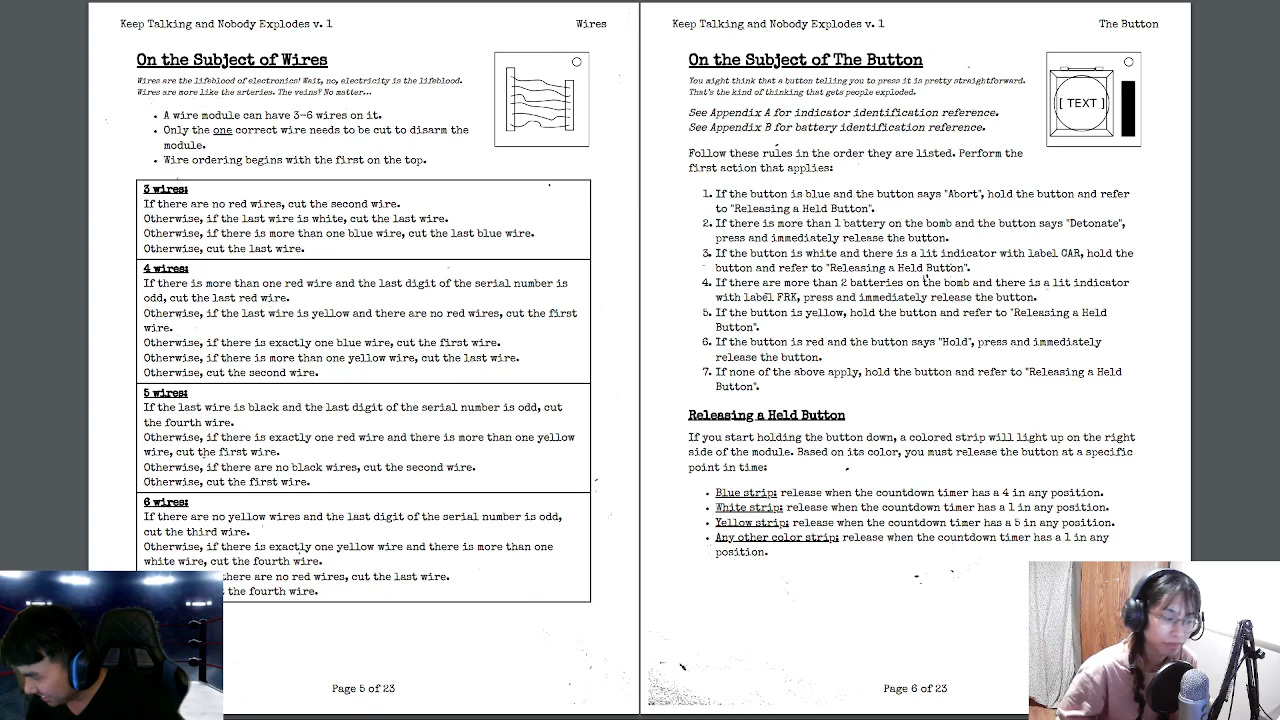 Keep Talking and Nobody Explodes v. 1
Wires
On the Subject of Wires
Wires are the lifeblood of electronics! Wait, no, electricity is the lifeblood.
Wires are more like the arteries. The veins? No matter...
• A wire module can have 3-6 wires on it.
• Only the one correct wire needs to be cut to disarm the
module.
• Wire ordering begins with the first on the top.
3 wires:
If there are no red wires, cut the second wire.
Otherwise, if the last wire is white, cut the last wire.
Otherwise, if there is more than one blue wire, cut the last blue wire.
Otherwise, cut the last wire.
4 wires:
If there is more than one red wire and the last digit of the serial number is
odd, cut the last red wire.
Otherwise, if the last wire is yellow and there are no red wires, cut the first
wire.
Otherwise, if there is exactly one blue wire, cut the first wire.
Otherwise, if there is more than one yellow wire, cut the last wire.
Otherwise, cut the second wire.
5 wires:
If the last wire is black and the last digit of the serial number is odd, cut
the fourth wire.
Otherwise, if there is exactly one red wire and there is more than one yellow
wire, cut the first wire.
Otherwise, if there are no black wires, cut the second wire.
Otherwise, cut the first wire.
6 wires:
If there are no yellow wires and the last digit of the serial number is odd,
cut the third wire.
Otherwise, if there is exactly one yellow wire and there is more than one
white wire, cut the fourth wire.
there are no red wires, cut the last wire.
the fourth wire.
Page 5 of 23
Keep Talking and Nobody Explodes v. 1
The Button
On the Subject of The Button
You might think that a button telling you to press it is pretty straightforward.
That's the kind of thinking that gets people exploded.
[ TEXT ]
See Appendix A for indicator identification reference.
See Appendix B for battery identification reference.
Follow these rules in the order they are listed. Perform the
first action that applies:
1. If the button is blue and the button says "Abort", hold the button and refer
to "Releasing a Held Button".
2. If there is more than 1 battery on the bomb and the button says "Detonate",
press and immediately release the button.
3. If the button is white and there is a lit indicator with label CAR, hold the
button and refer to "Releasing a Held Button".
4. If there are more than 2 batteries on the bomb and there is a lit indicator
with label FRK, press and immediately release the button.
5. If the button is yellow, hold the button and refer to "Releasing a Held
Button".
6. If the button is red and the button says "Hold", press and immediately
release the button.
7. If none of the above apply, hold the button and refer to "Releasing a Held
Button".
Releasing a Held Button
If you start holding the button down, a colored strip will light up on the right
side of the module. Based on its color, you must release the button at a specific
point in time:
• Blue strip: release when the countdown timer has a 4 in any position.
• White strip: release when the countdown timer has a 1 in any position.
• Yellow strip: release when the countdown timer has a 5 in any position.
• Any other color strip: release when the countdown timer has a 1 in any
position.
Page 6 of 23